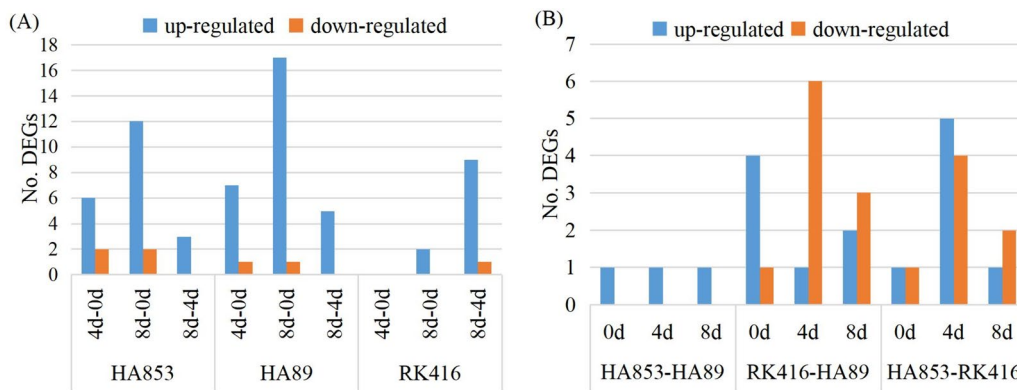 (A)
up-regulated down-regulated
No. DEGs
18
16
14
12
10
8
6
4
2
0
4d-0d 8d-0d 8d-4d 4d-0d 8d-0d 8d-4d 4d-0d 8d-0d 8d-4d
HA853 HA89 RK416
(B)
up-regulated down-regulated
No. DEGs
7
6
5
4
3
2
1
0
0d 4d 8d 0d 4d 8d 0d 4d 8d
HA853-HA89 RK416-HA89 HA853-RK416